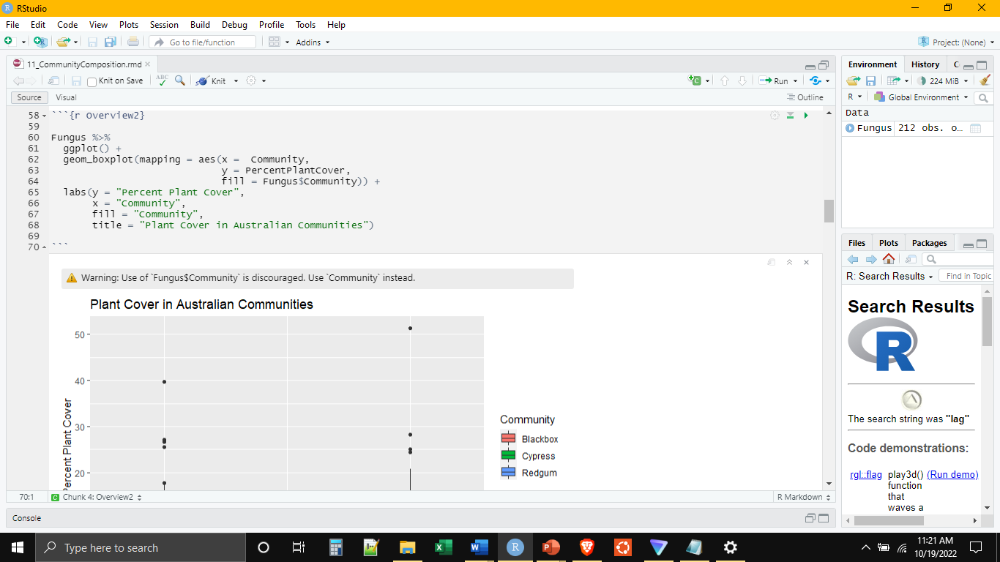 RStudio
File Edit Code View Plots Session Build Debug Profile Tools Help
Go to file/function Addins Project: (None)
11_CommunityComposition.rmd
Knit on Save ABC Knit Run
Source Visual Outline
58 ```{r Overview2}
59
60 Fungus %>%
61 ggplot() +
62 geom_boxplot(mapping = aes(x =  Community,
63 y = PercentPlantCover,
64 fill = Fungus$Community)) +
65 labs(y = "Percent Plant Cover",
66 x = "Community",
67 fill = "Community",
68 title = "Plant Cover in Australian Communities")
69
70 ```
Warning: Use of `Fungus$Community` is discouraged. Use `Community` instead.
Plant Cover in Australian Communities
50
40
30
20
Percent Plant Cover
Community
Blackbox
Cypress
Redgum
70:1 C Chunk 4: Overview2 R Markdown
Console
Environment History C
224 MiB
R Global Environment
Data
Fungus 212 obs. o…
Files Plots Packages
R: Search Results Find in Topic
Search Results
R
The search string was "lag"
Code demonstrations:
rgl::flag play3d() (Run demo)
function
that
waves a
Type here to search
11:21 AM
10/19/2022